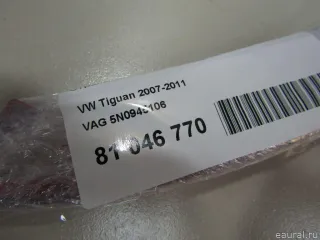 VW Tiguan 2007-2011
VAG 5N0945106
81 046 770
eaural.ru